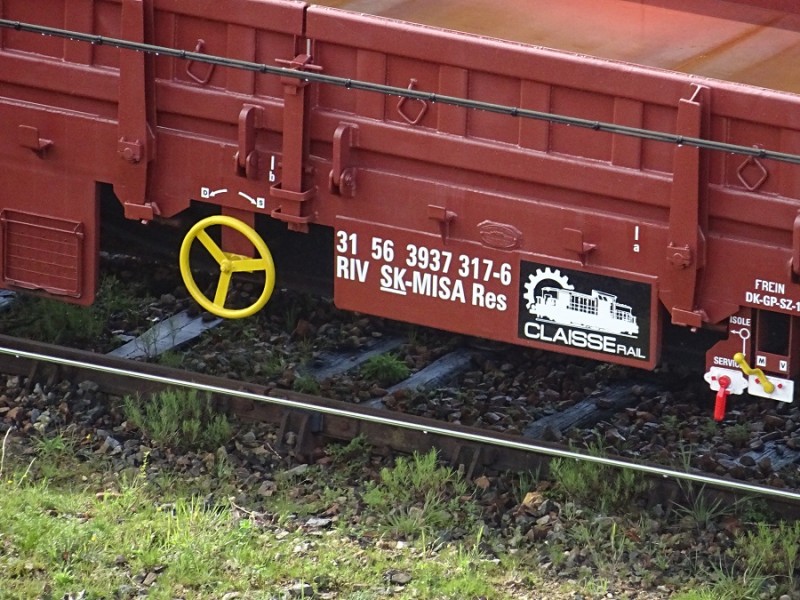 b
D
S
a
31 56 3937 317-6
RIV SK-MISA Res
CLAISSE RAIL
FREIN
DK-GP-SZ-1
ISOLE
SERVICE
M V